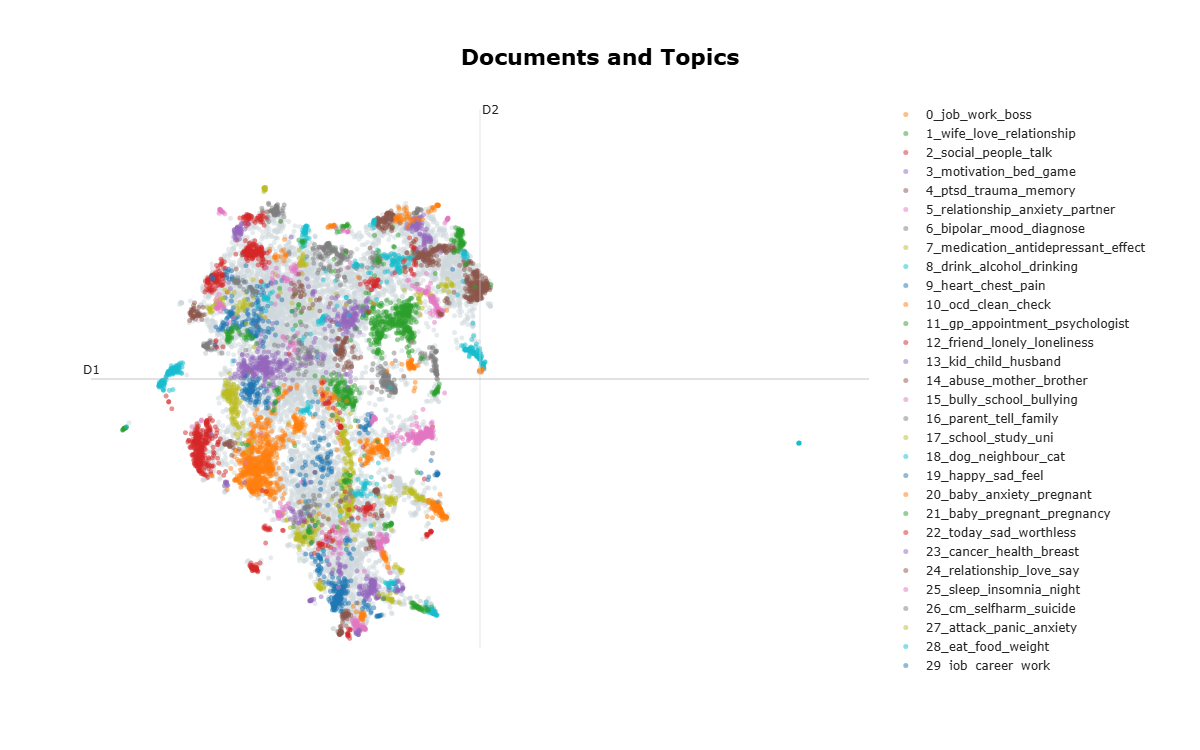 Documents and Topics
D2
D1
0_job_work_boss
1_wife_love_relationship
2_social_people_talk
3_motivation_bed_game
4_ptsd_trauma_memory
5_relationship_anxiety_partner
6_bipolar_mood_diagnose
7_medication_antidepressant_effect
8_drink_alcohol_drinking
9_heart_chest_pain
10_ocd_clean_check
11_gp_appointment_psychologist
12_friend_lonely_loneliness
13_kid_child_husband
14_abuse_mother_brother
15_bully_school_bullying
16_parent_tell_family
17_school_study_uni
18_dog_neighbour_cat
19_happy_sad_feel
20_baby_anxiety_pregnant
21_baby_pregnant_pregnancy
22_today_sad_worthless
23_cancer_health_breast
24_relationship_love_say
25_sleep_insomnia_night
26_cm_selfharm_suicide
27_attack_panic_anxiety
28_eat_food_weight
29_job_career_work